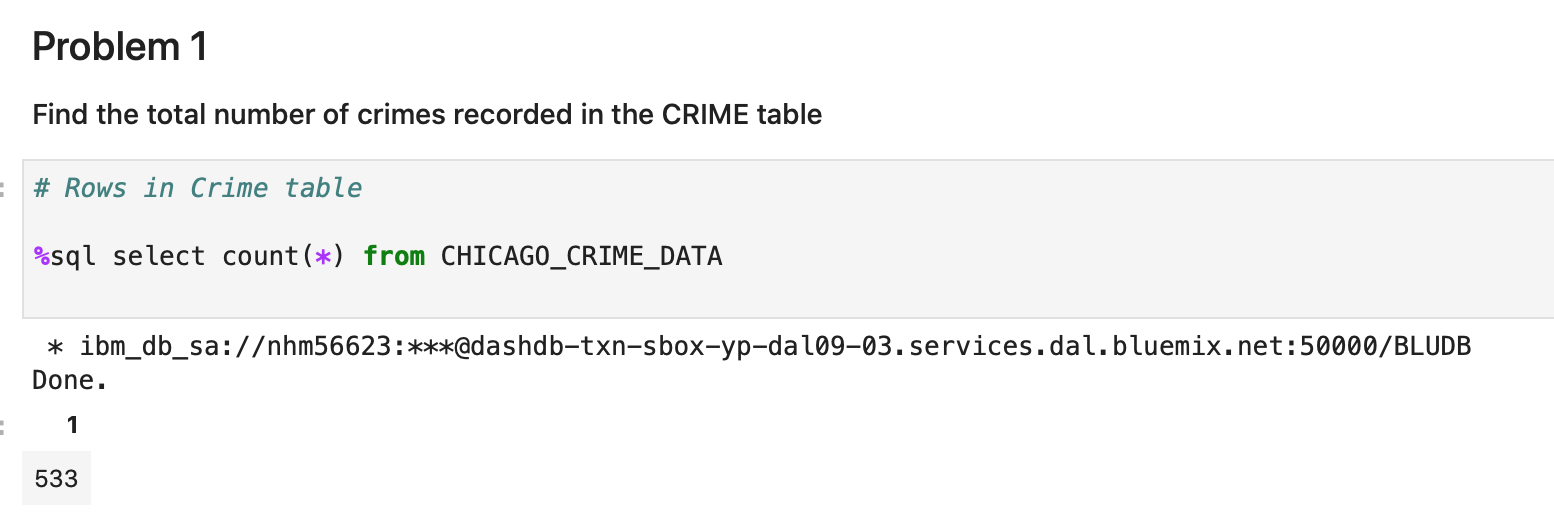 Problem 1
Find the total number of crimes recorded in the CRIME table
# Rows in Crime table
%sql select count(*) from CHICAGO_CRIME_DATA
* ibm_db_sa://nhm56623:***@dashdb-txn-sbox-yp-dal09-03.services.dal.bluemix.net:50000/BLUDB
Done.
1
533